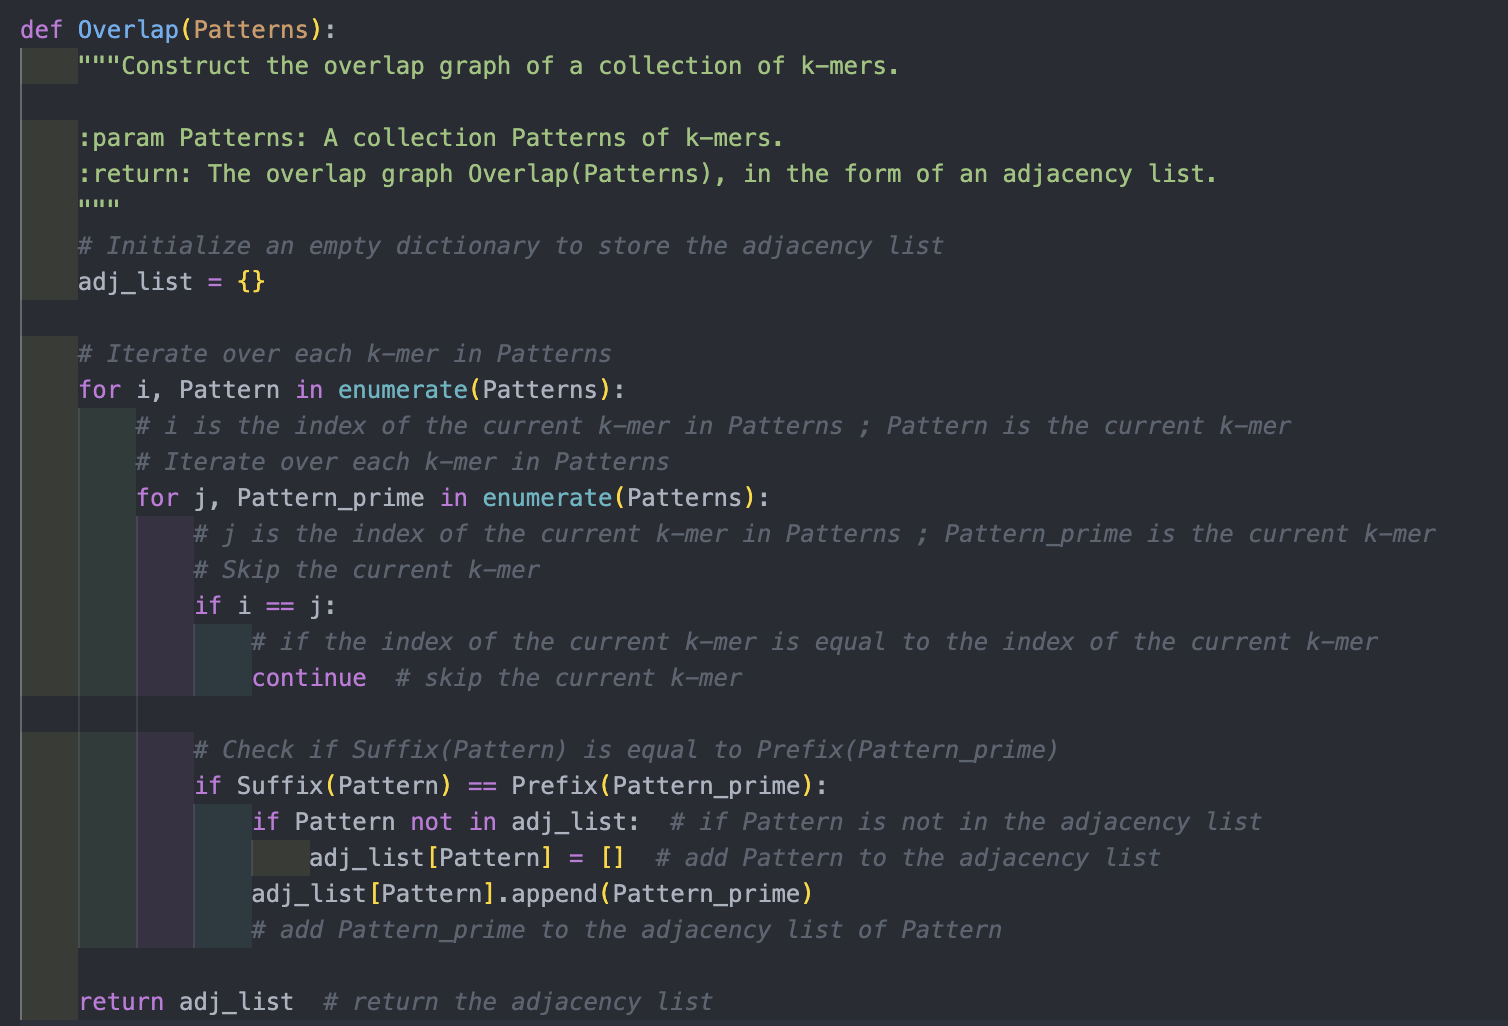 def Overlap(Patterns):
    """Construct the overlap graph of a collection of k-mers.

    :param Patterns: A collection Patterns of k-mers.
    :return: The overlap graph Overlap(Patterns), in the form of an adjacency list.
    """
    # Initialize an empty dictionary to store the adjacency list
    adj_list = {}

    # Iterate over each k-mer in Patterns
    for i, Pattern in enumerate(Patterns):
        # i is the index of the current k-mer in Patterns ; Pattern is the current k-mer
        # Iterate over each k-mer in Patterns
        for j, Pattern_prime in enumerate(Patterns):
            # j is the index of the current k-mer in Patterns ; Pattern_prime is the current k-mer
            # Skip the current k-mer
            if i == j:
                # if the index of the current k-mer is equal to the index of the current k-mer
                continue  # skip the current k-mer

            # Check if Suffix(Pattern) is equal to Prefix(Pattern_prime)
            if Suffix(Pattern) == Prefix(Pattern_prime):
                if Pattern not in adj_list:  # if Pattern is not in the adjacency list
                    adj_list[Pattern] = []  # add Pattern to the adjacency list
                adj_list[Pattern].append(Pattern_prime)
                # add Pattern_prime to the adjacency list of Pattern

    return adj_list  # return the adjacency list